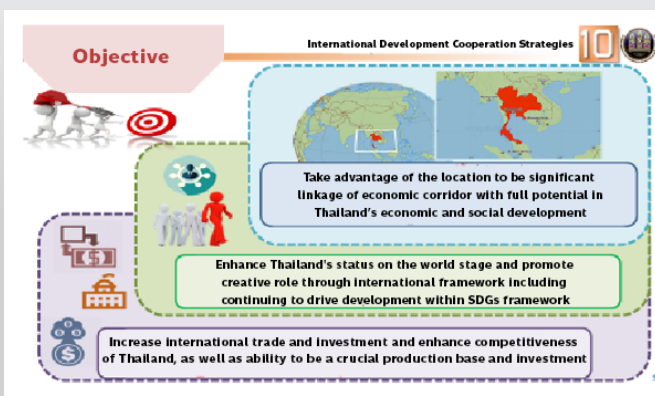 Objective
International Development Cooperation Strategies 10
Take advantage of the location to be significant
linkage of economic corridor with full potential in
Thailand's economic and social development
Enhance Thailand's status on the world stage and promote
creative role through international framework including
continuing to drive development within SDGs framework
Increase international trade and investment and enhance competitiveness
of Thailand, as well as ability to be a crucial production base and investment